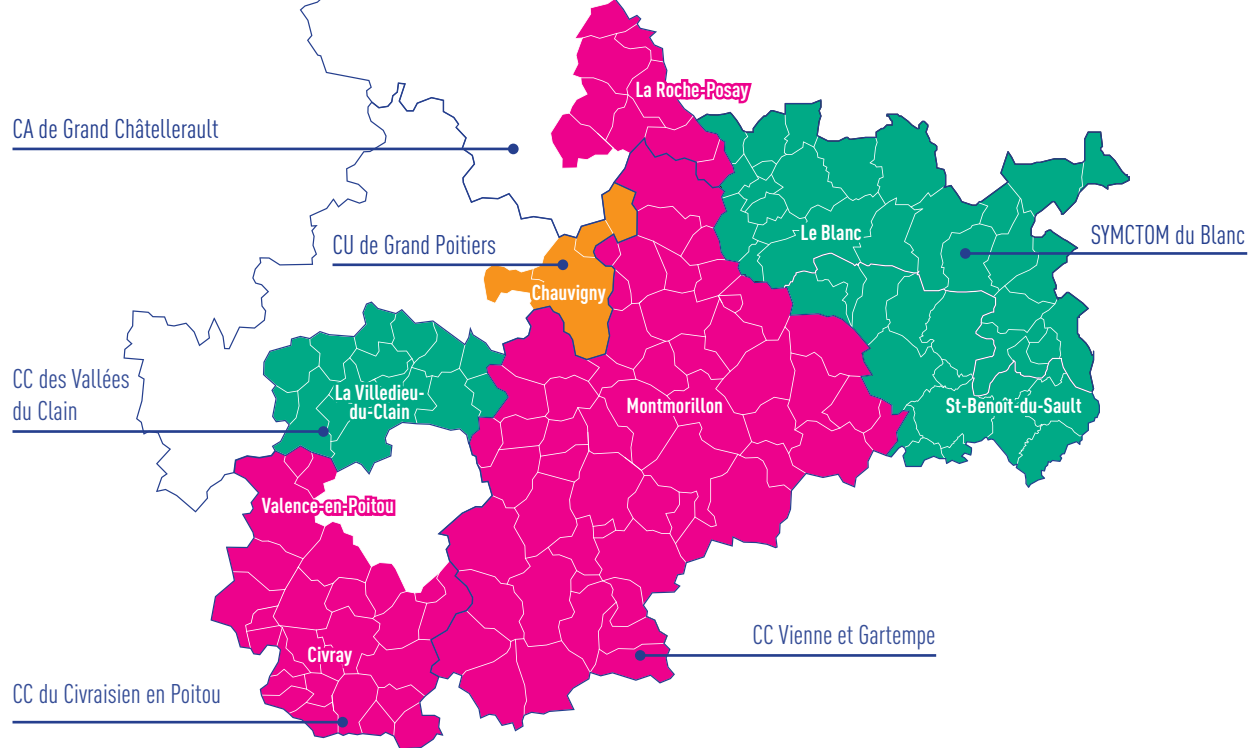 La Roche-Posay
CA de Grand Châtellerault
Le Blanc
SYMCTOM du Blanc
CU de Grand Poitiers
Chauvigny
CC des Vallées
du Clain
La Villedieu-
du-Clain
Montmorillon
St-Benoît-du-Sault
Valence-en-Poitou
CC Vienne et Gartempe
Civray
CC du Civraisien en Poitou